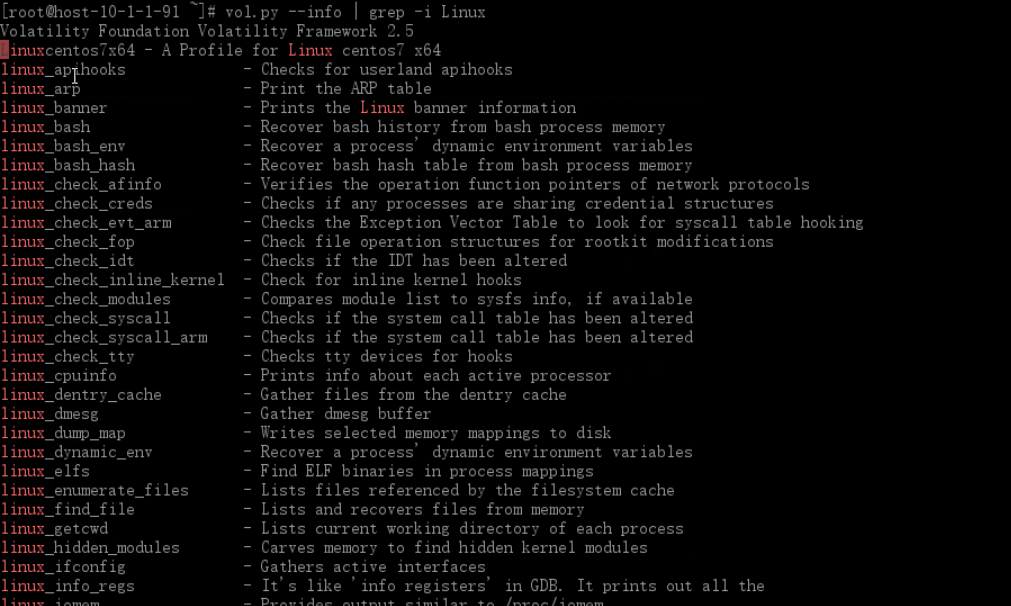 [root@host-10-1-1-91 ~]# vol.py --info | grep -i Linux
Volatility Foundation Volatility Framework 2.5
Linuxcentos7x64 - A Profile for Linux centos7 x64
linux_apihooks - Checks for userland apihooks
linux_arp - Print the ARP table
linux_banner - Prints the Linux banner information
linux_bash - Recover bash history from bash process memory
linux_bash_env - Recover a process' dynamic environment variables
linux_bash_hash - Recover bash hash table from bash process memory
linux_check_afinfo - Verifies the operation function pointers of network protocols
linux_check_creds - Checks if any processes are sharing credential structures
linux_check_evt_arm - Checks the Exception Vector Table to look for syscall table hooking
linux_check_fop - Check file operation structures for rootkit modifications
linux_check_idt - Checks if the IDT has been altered
linux_check_inline_kernel - Check for inline kernel hooks
linux_check_modules - Compares module list to sysfs info, if available
linux_check_syscall - Checks if the system call table has been altered
linux_check_syscall_arm - Checks if the system call table has been altered
linux_check_tty - Checks tty devices for hooks
linux_cpuinfo - Prints info about each active processor
linux_dentry_cache - Gather files from the dentry cache
linux_dmesg - Gather dmesg buffer
linux_dump_map - Writes selected memory mappings to disk
linux_dynamic_env - Recover a process' dynamic environment variables
linux_elfs - Find ELF binaries in process mappings
linux_enumerate_files - Lists files referenced by the filesystem cache
linux_find_file - Lists and recovers files from memory
linux_getcwd - Lists current working directory of each process
linux_hidden_modules - Carves memory to find hidden kernel modules
linux_ifconfig - Gathers active interfaces
linux_info_regs - It's like 'info registers' in GDB. It prints out all the
linux_iomem - Provides output similar to /proc/iomem